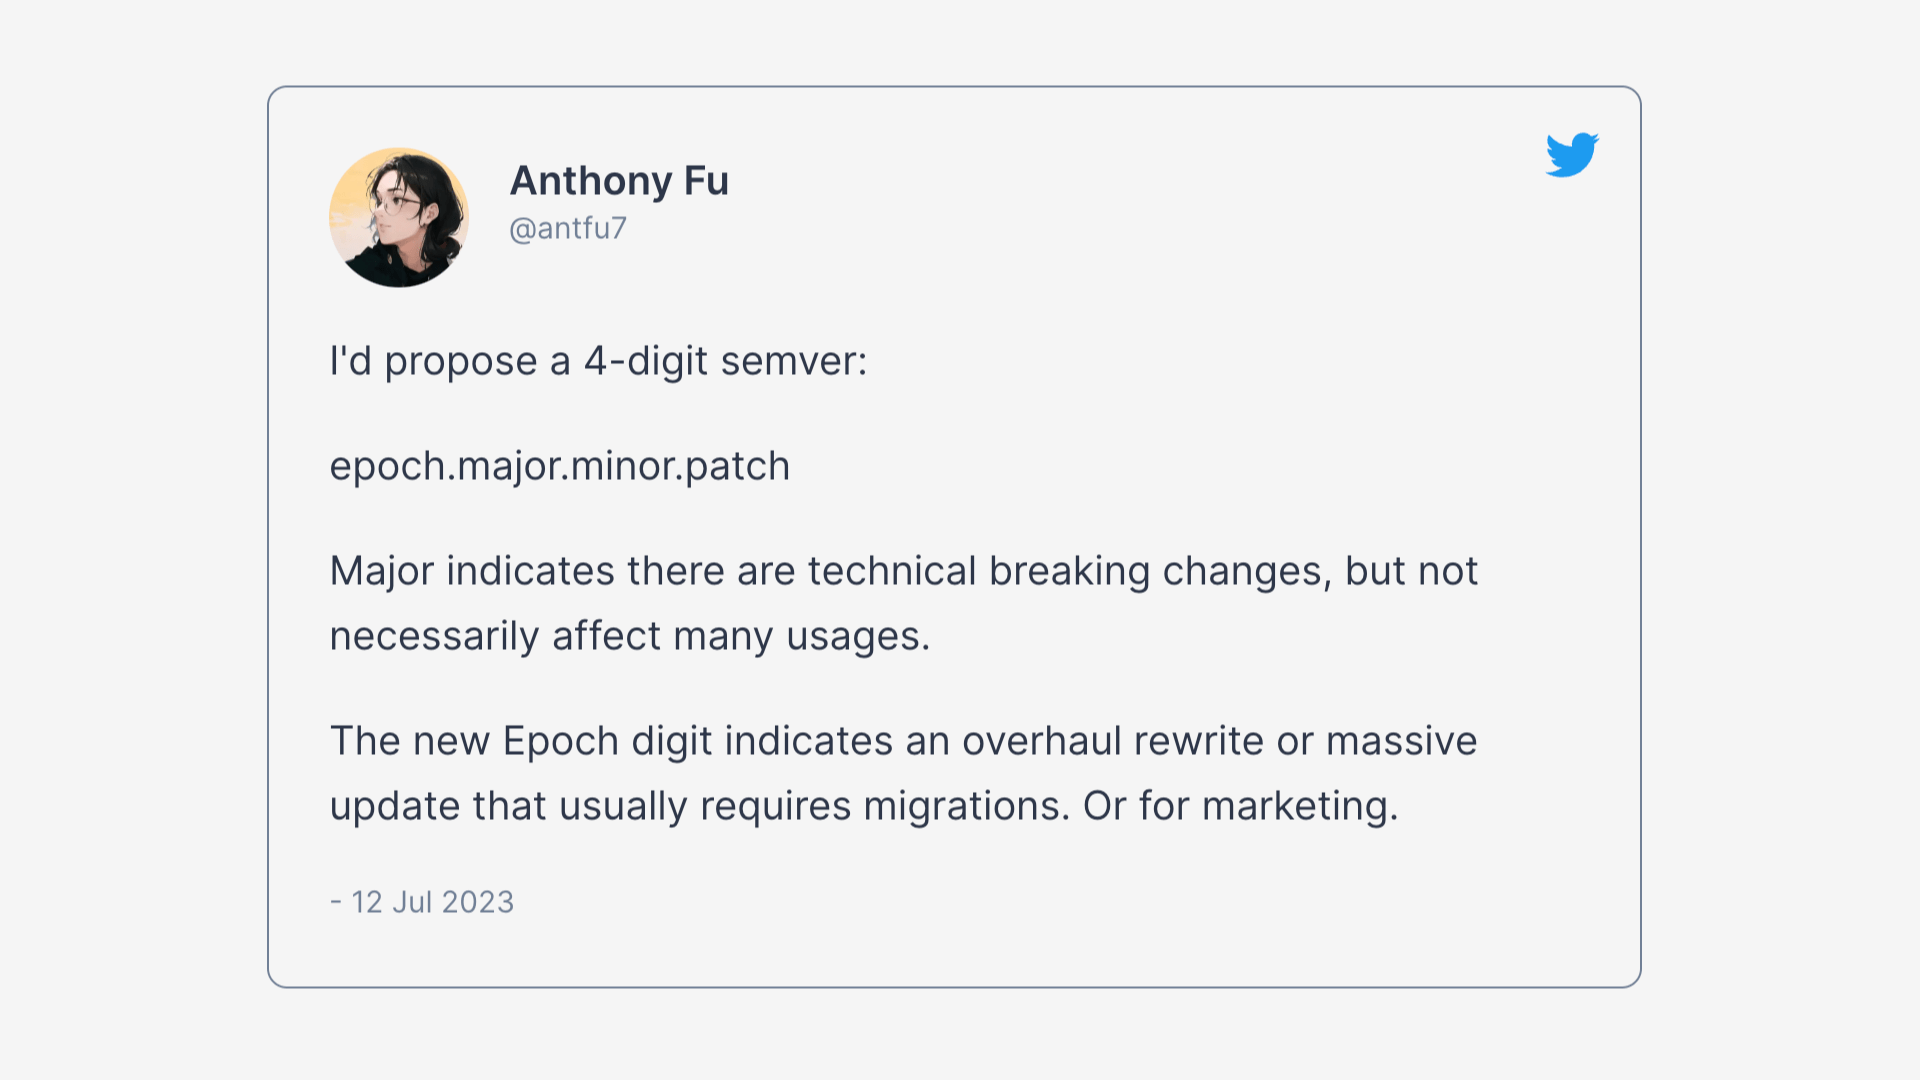 Anthony Fu
@antfu7
I'd propose a 4-digit semver:
epoch.major.minor.patch
Major indicates there are technical breaking changes, but not
necessarily affect many usages.
The new Epoch digit indicates an overhaul rewrite or massive
update that usually requires migrations. Or for marketing.
- 12 Jul 2023